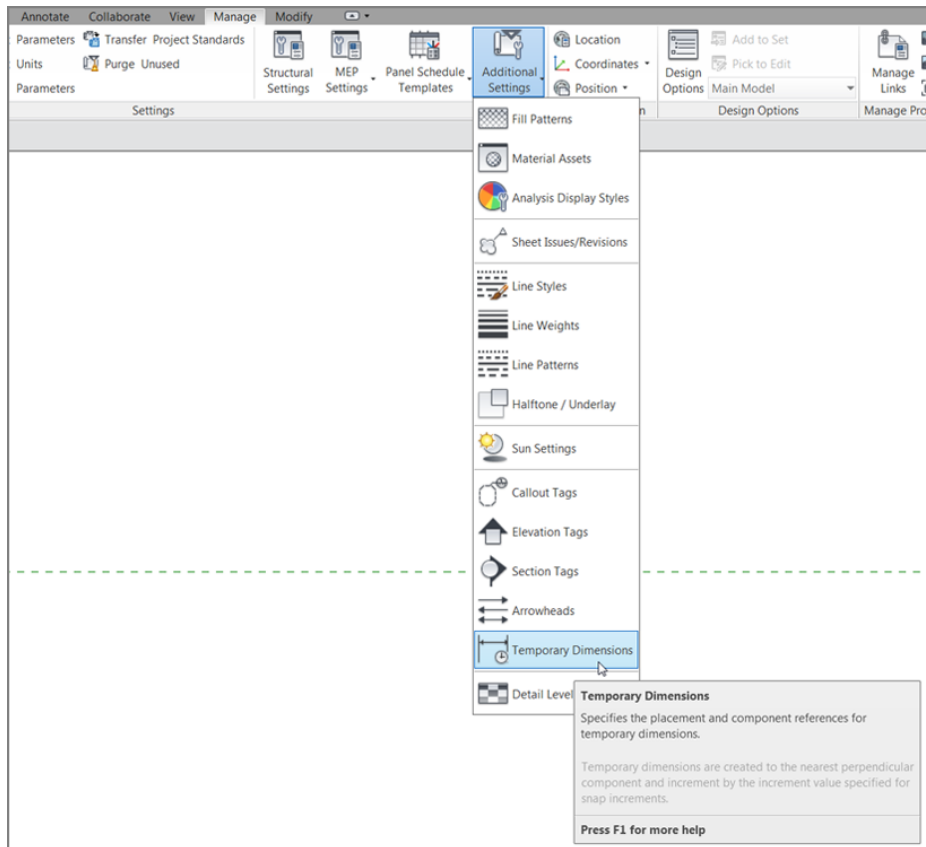 Annotate Collaborate View Manage Modify
Parameters Transfer Project Standards
Units Purge Unused
Parameters
Structural Settings
MEP Settings
Panel Schedule Templates
Additional Settings
Location
Coordinates
Position
Design Options
Add to Set
Pick to Edit
Main Model
Manage Links
Settings
n
Design Options
Manage Pro
Fill Patterns
Material Assets
Analysis Display Styles
Sheet Issues/Revisions
Line Styles
Line Weights
Line Patterns
Halftone / Underlay
Sun Settings
Callout Tags
Elevation Tags
Section Tags
Arrowheads
Temporary Dimensions
Detail Level
Temporary Dimensions
Specifies the placement and component references for
temporary dimensions.
Temporary dimensions are created to the nearest perpendicular
component and increment by the increment value specified for
snap increments.
Press F1 for more help